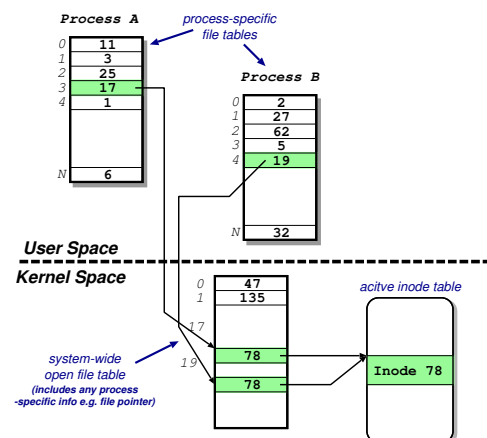 Process A
process-specific
file tables
0 11
1 3
2 25
3 17
4 1
N 6
Process B
0 2
1 27
2 62
3 5
4 19
N 32
User Space
Kernel Space
0 47
1 135
17
78
19
78
system-wide
open file table
(includes any process
-specific info e.g. file pointer)
acitve inode table
Inode 78